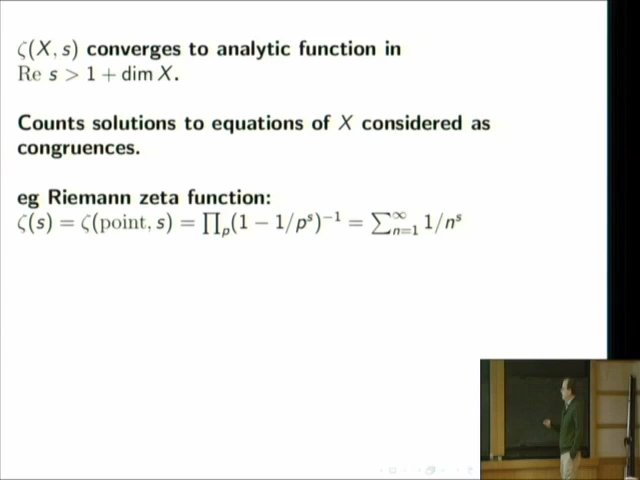 ζ(X, s) converges to analytic function in
Re s > 1 + dim X.
Counts solutions to equations of X considered as
congruences.
eg Riemann zeta function:
ζ(s) = ζ(point, s) = ∏_p(1 − 1/p^s)^−1 = ∑_{n=1}^∞ 1/n^s